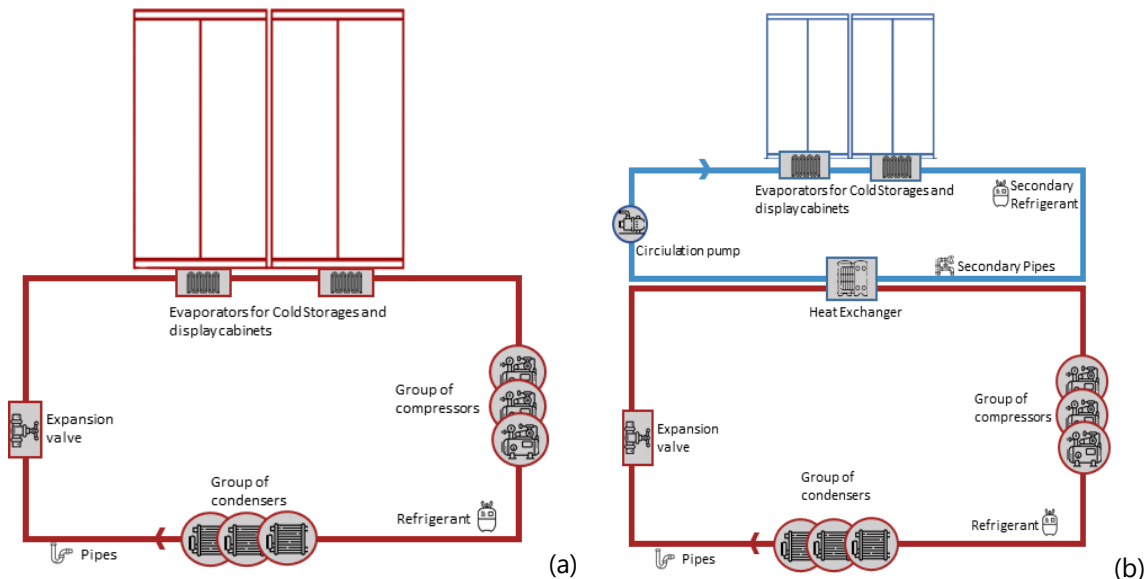 Evaporators for Cold Storages and
display cabinets
Group of
compressors
Expansion
valve
Group of
condensers
Refrigerant
Pipes
(a)
Evaporators for Cold Storages and
display cabinets
Secondary
Refrigerant
Circiulation pump
Secondary Pipes
Heat Exchanger
Group of
compressors
Expansion
valve
Group of
condensers
Refrigerant
Pipes
(b)